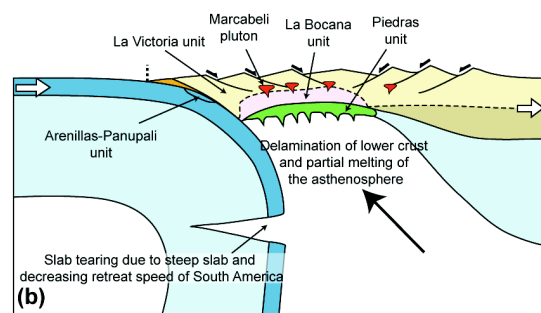 Marcabeli
pluton
La Bocana
unit
Piedras
unit
La Victoria unit
Arenillas-Panupali
unit
Delamination of lower crust
and partial melting of
the asthenosphere
Slab tearing due to steep slab and
decreasing retreat speed of South America
(b)